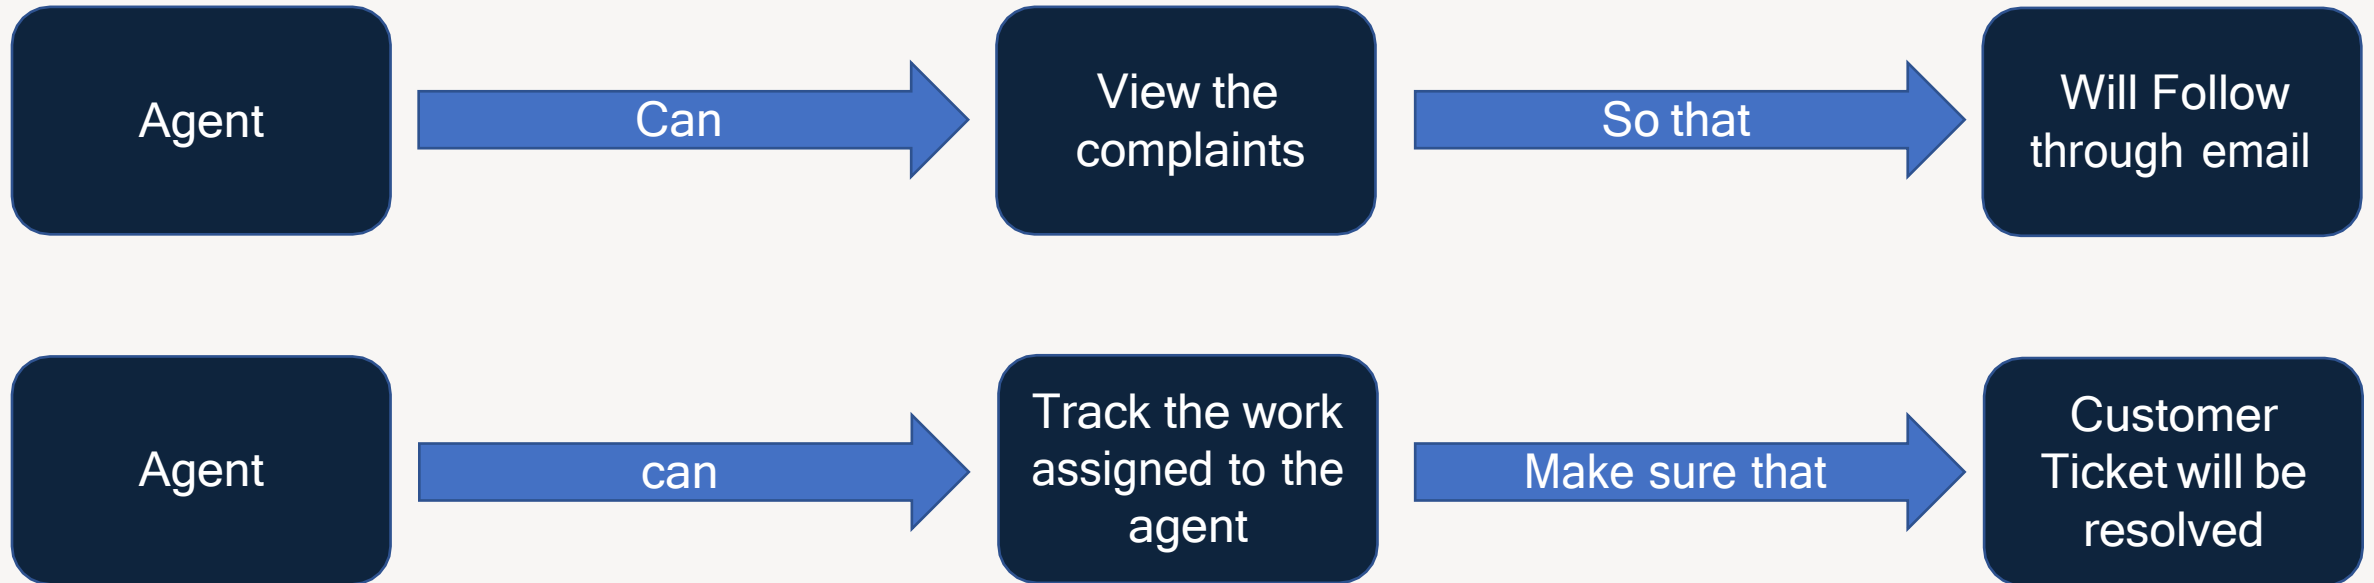 Agent
Can
View the
complaints
So that
Will Follow
through email
Agent
can
Track the work
assigned to the
agent
Make sure that
Customer
Ticket will be
resolved